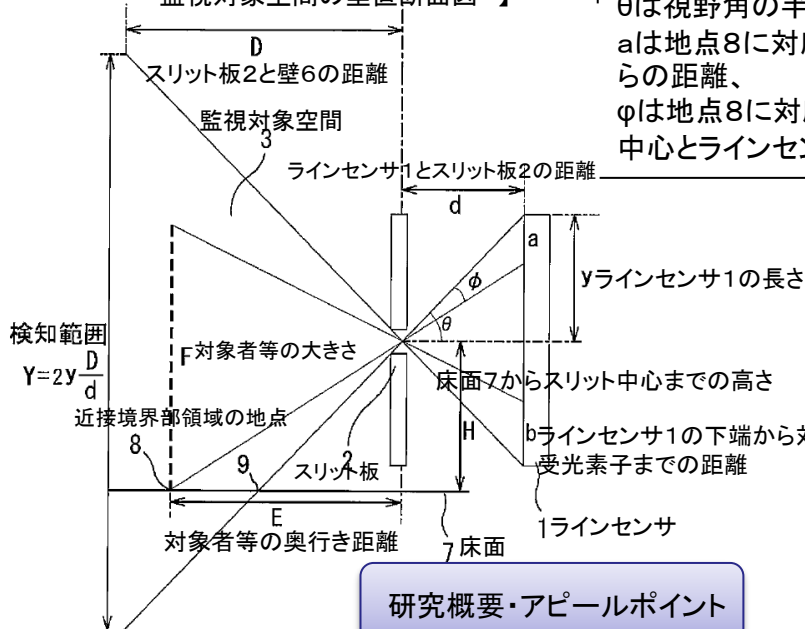 監視対象空間の垂直断面図 】
θは視野角の半
D
スリット板2と壁6の距離
aは地点8に対
らの距離、
φは地点8に対
中心とラインセン
監視対象空間
3
ラインセンサ1とスリット板2の距離
d
a
yラインセンサ1の長さ
φ
θ
検知範囲
Y=2y D/d
F対象者等の大きさ
床面7からスリット中心までの高さ
近接境界部領域の地点
H
8
9
2
スリット板
bラインセンサ1の下端から
受光素子までの距離
E
対象者等の奥行き距離
7床面
1ラインセンサ
研究概要・アピールポイント